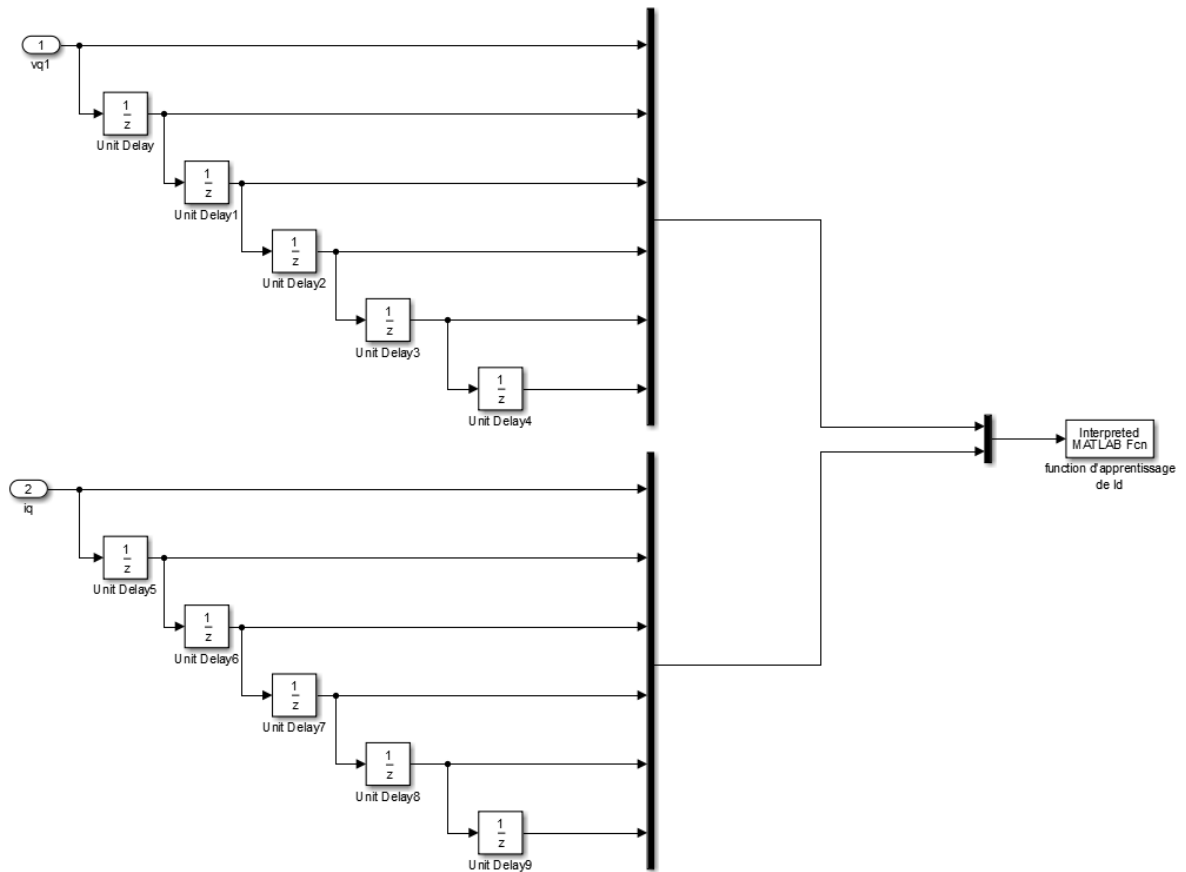 1
vq1
1
z
Unit Delay
1
z
Unit Delay1
1
z
Unit Delay2
1
z
Unit Delay3
1
z
Unit Delay4
Interpreted
MATLAB Fcn
function d'apprentissage
de Id
2
iq
1
z
Unit Delay5
1
z
Unit Delay6
1
z
Unit Delay7
1
z
Unit Delay8
1
z
Unit Delay9